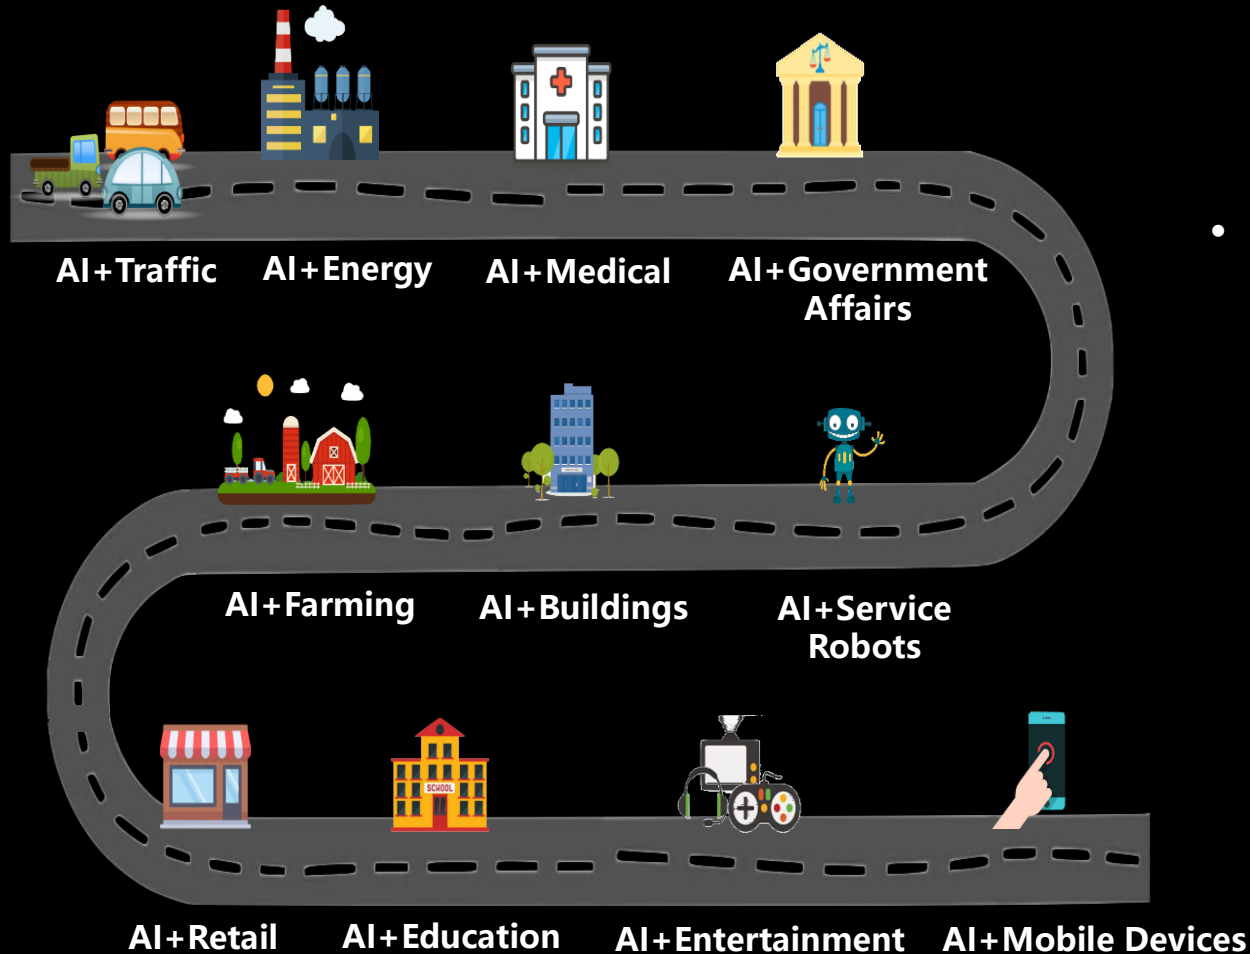 AI+Traffic
AI+Energy
AI+Medical
AI+Government
Affairs
AI+Farming
AI+Buildings
AI+Service
Robots
SCHOOL
AI+Retail
AI+Education
AI+Entertainment
AI+Mobile Devices